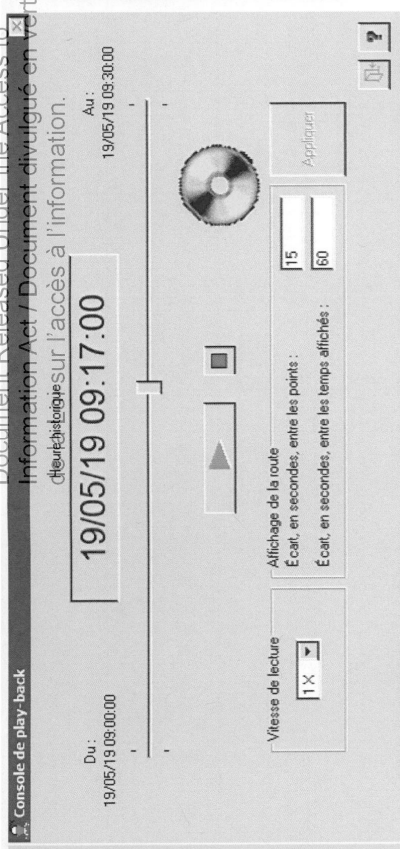 Document Released Under the Access to
Information Act / Document divulgué en vertu
sur l'accès à l'information.
Console de play-back
Du :
19/05/19 09:00:00
Heure historique
19/05/19 09:17:00
Au :
19/05/19 09:30:00
Vitesse de lecture
1X
Affichage de la route
Écart, en secondes, entre les points :
15
Écart, en secondes, entre les temps affichés :
60
Appliquer
?